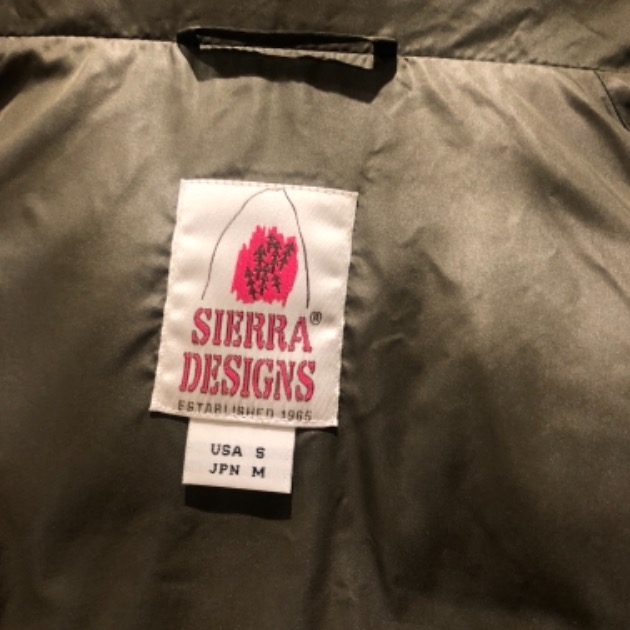 SIERRA®
DESIGNS
ESTABLISHED 1965
USA S
JPN M